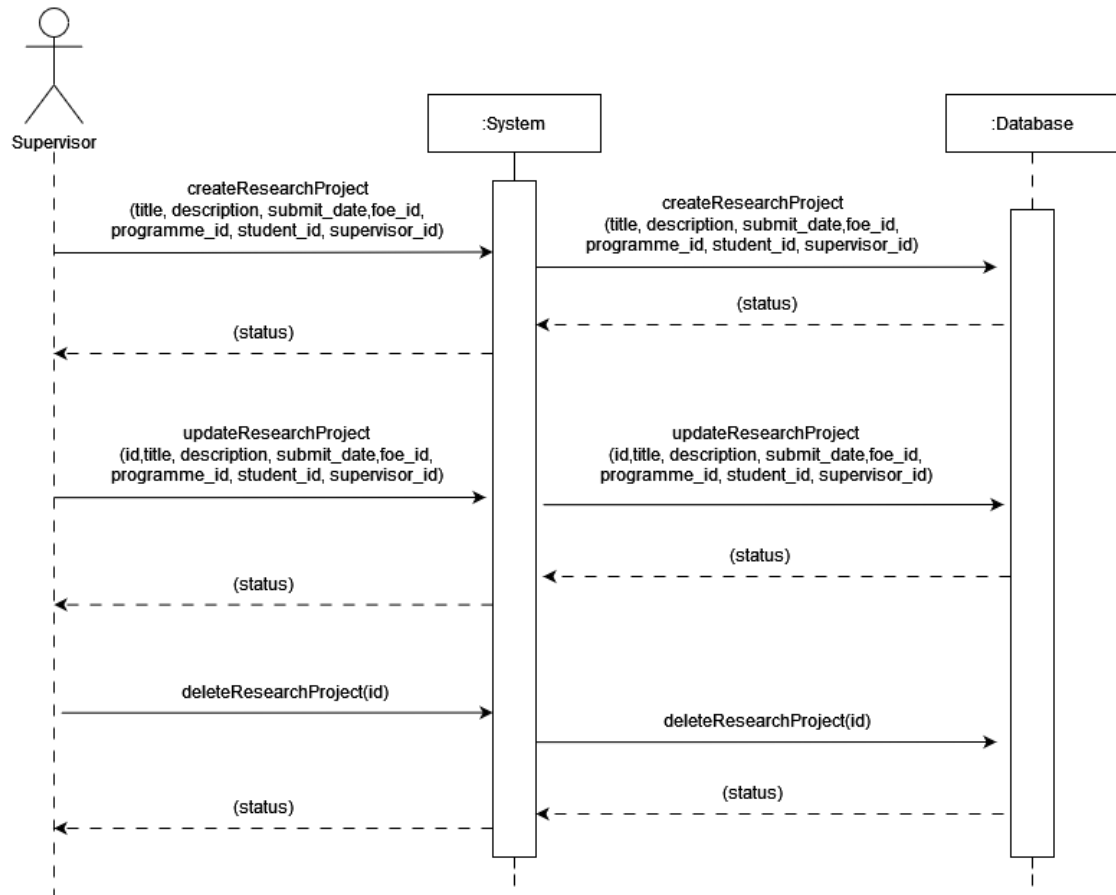 Supervisor
:System
:Database
createResearchProject
(title, description, submit_date,foe_id,
programme_id, student_id, supervisor_id)
createResearchProject
(title, description, submit_date,foe_id,
programme_id, student_id, supervisor_id)
(status)
(status)
updateResearchProject
(id,title, description, submit_date,foe_id,
programme_id, student_id, supervisor_id)
updateResearchProject
(id,title, description, submit_date,foe_id,
programme_id, student_id, supervisor_id)
(status)
(status)
deleteResearchProject(id)
deleteResearchProject(id)
(status)
(status)